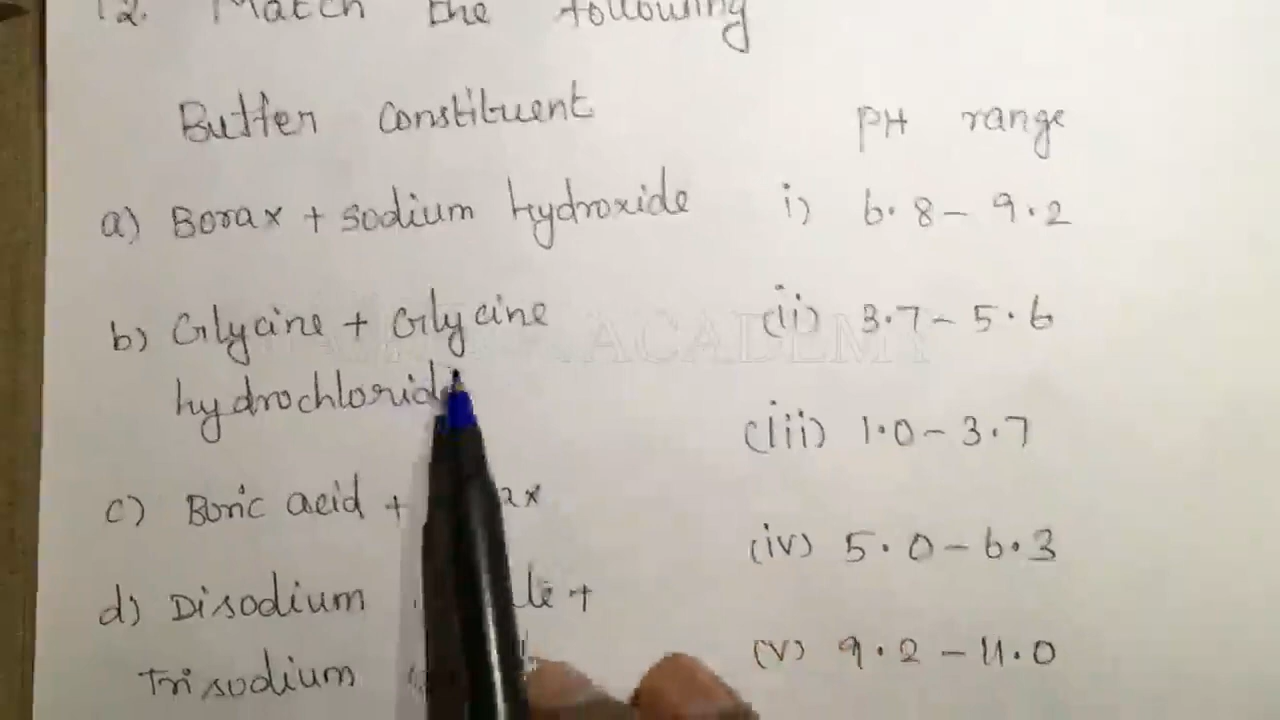 12. Match the following
Buffer constituent pH range
a) Borax + sodium hydroxide i) 6.8 - 9.2
b) Glycine + Glycine (ii) 3.7 - 5.6
ACADEMY
hydrochloride
(iii) 1.0 - 3.7
c) Boric acid +
(iv) 5.0 - 6.3
d) Disodium +
Trisodium (v) 9.2 - 11.0